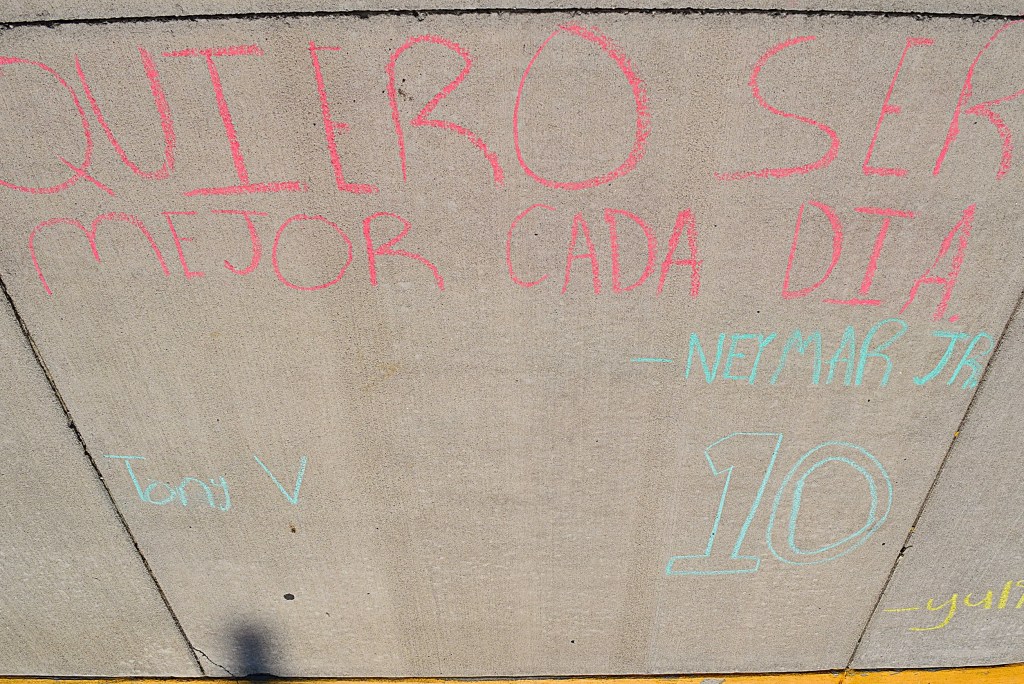 QUIERO SER
MEJOR CADA DIA.
-NEYMAR JR
10
Tony V